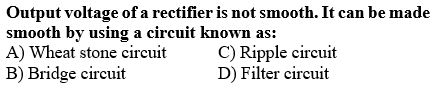 Output voltage of a rectifier is not smooth. It can be made
smooth by using a circuit known as:
A) Wheat stone circuit C) Ripple circuit
B) Bridge circuit D) Filter circuit